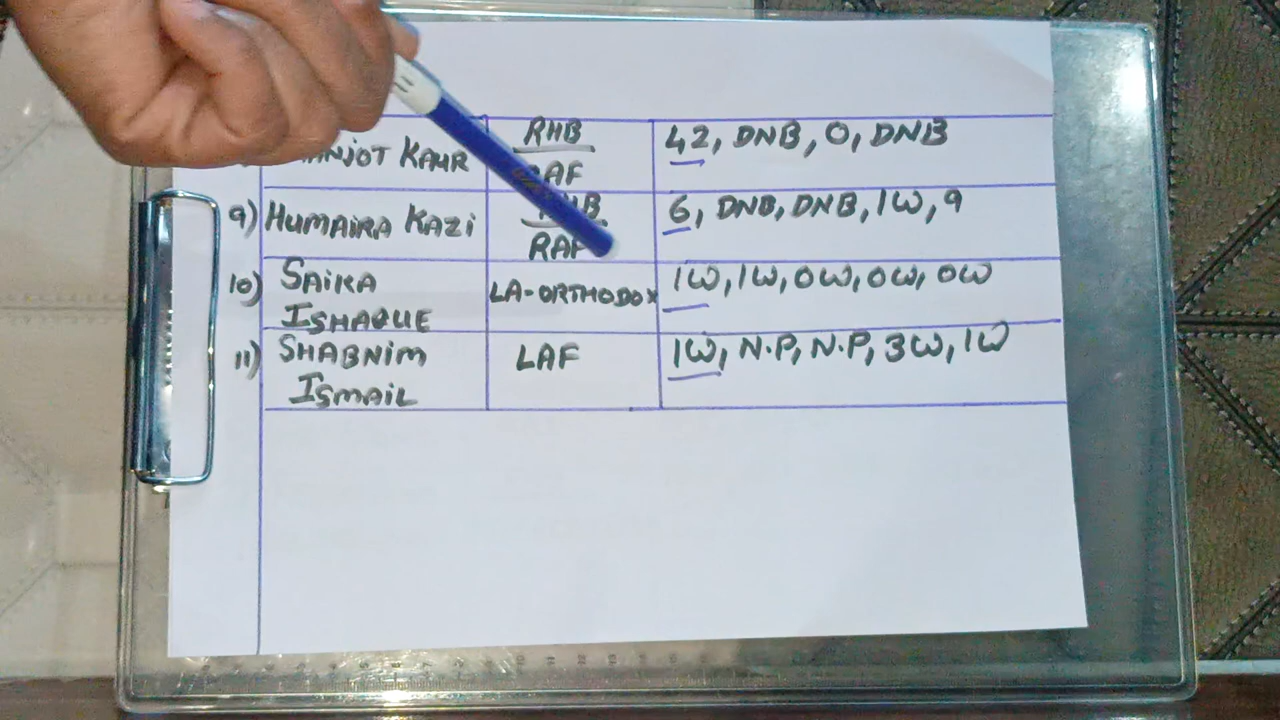 KAUR RHB 42, DNB, 0, DNB
AF
9) HUMAIRA KAZI 6, DNB, DNB, 1W, 9
RAF
10) SAIKA LA-ORTHODOX 1W, 1W, 0W, 0W, 0W
ISHAQUE
11) SHABNIM LAF 1W, N.P, N.P, 3W, 1W
ISMAIL